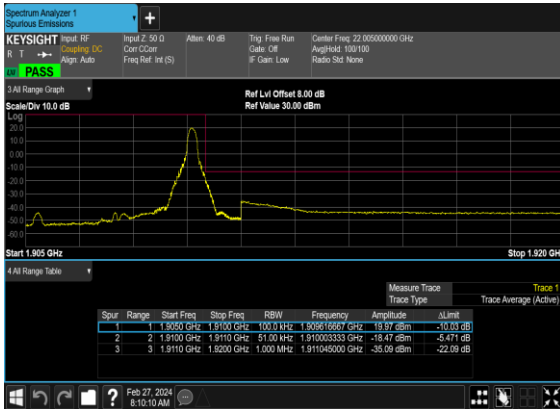 Spectrum Analyzer 1
Spurious Emissions
+
KEYSIGHT Input: RF Input Z: 50 Ω Atten: 40 dB Trig: Free Run Center Freq: 22.005000000 GHz
R T Coupling: DC Corr CCorr Gate: Off Avg|Hold: 100/100
Align: Auto Freq Ref: Int (S) IF Gain: Low Radio Std: None
PASS
3 All Range Graph
Ref Lvl Offset 8.00 dB
Scale/Div 10.0 dB Ref Value 30.00 dBm
Log
20.0
10.0
0.00
-10.0
-20.0
-30.0
-40.0
-50.0
-60.0
Start 1.905 GHz Stop 1.920 GH
4 All Range Table
Measure Trace Trace 1
Trace Type Trace Average (Active)
Spur Range Start Freq Stop Freq RBW Frequency Amplitude ΔLimit
1 1 1.9050 GHz 1.9100 GHz 100.0 kHz 1.909616667 GHz 19.97 dBm -10.03 dB
2 2 1.9100 GHz 1.9110 GHz 51.00 kHz 1.910003333 GHz -18.47 dBm -5.471 dB
3 3 1.9110 GHz 1.9200 GHz 1.000 MHz 1.911045000 GHz -35.09 dBm -22.09 dB
?
Feb 27, 2024
8:10:10 AM